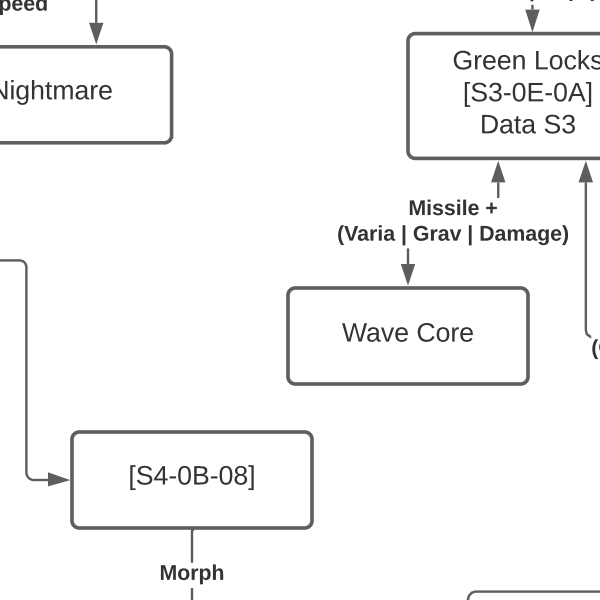 peed
Nightmare
Green Locks
[S3-0E-0A]
Data S3
Missile +
(Varia | Grav | Damage)
Wave Core
[S4-0B-08]
Morph